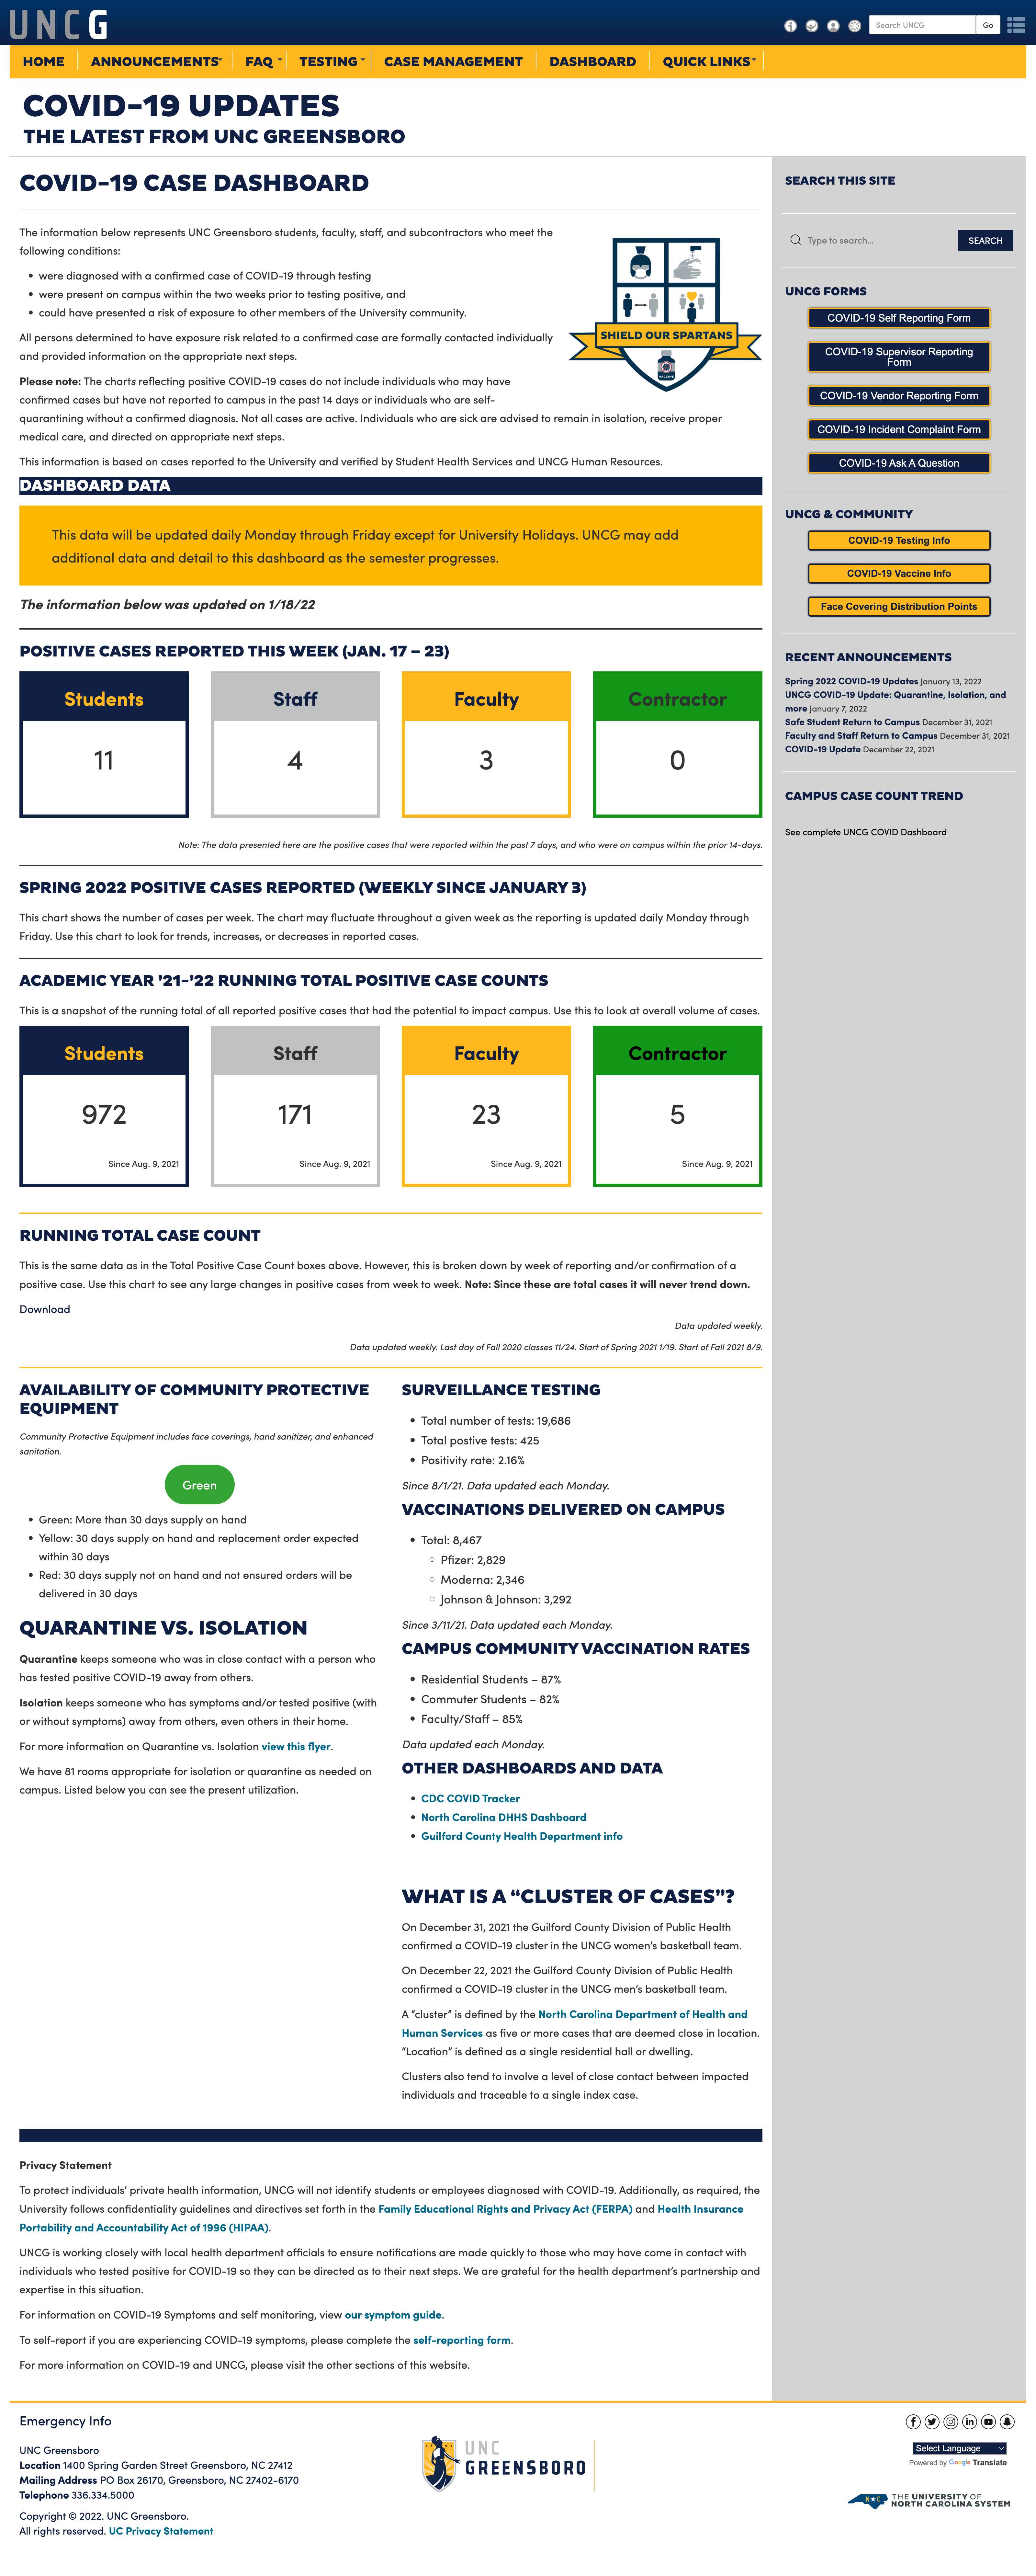 UNCG
Search UNCG
Go
HOME
ANNOUNCEMENTS
FAQ
TESTING
CASE MANAGEMENT
DASHBOARD
QUICK LINKS
COVID-19 UPDATES
THE LATEST FROM UNC GREENSBORO
COVID-19 CASE DASHBOARD
The information below represents UNC Greensboro students, faculty, staff, and subcontractors who meet the
following conditions:
were diagnosed with a confirmed case of COVID-19 through testing
were present on campus within the two weeks prior to testing positive, and
could have presented a risk of exposure to other members of the University community.
SHIELD OUR SPARTANS
VACCINE
All persons determined to have exposure risk related to a confirmed case are formally contacted individually
and provided information on the appropriate next steps.
Please note: The charts reflecting positive COVID-19 cases do not include individuals who may have
confirmed cases but have not reported to campus in the past 14 days or individuals who are self-
quarantining without a confirmed diagnosis. Not all cases are active. Individuals who are sick are advised to remain in isolation, receive proper
medical care, and directed on appropriate next steps.
This information is based on cases reported to the University and verified by Student Health Services and UNCG Human Resources.
DASHBOARD DATA
This data will be updated daily Monday through Friday except for University Holidays. UNCG may add
additional data and detail to this dashboard as the semester progresses.
The information below was updated on 1/18/22
POSITIVE CASES REPORTED THIS WEEK (JAN. 17 – 23)
Students
Staff
Faculty
Contractor
11
4
3
0
Note: The data presented here are the positive cases that were reported within the past 7 days, and who were on campus within the prior 14-days.
SPRING 2022 POSITIVE CASES REPORTED (WEEKLY SINCE JANUARY 3)
This chart shows the number of cases per week. The chart may fluctuate throughout a given week as the reporting is updated daily Monday through
Friday. Use this chart to look for trends, increases, or decreases in reported cases.
ACADEMIC YEAR ’21-’22 RUNNING TOTAL POSITIVE CASE COUNTS
This is a snapshot of the running total of all reported positive cases that had the potential to impact campus. Use this to look at overall volume of cases.
Students
Staff
Faculty
Contractor
972
171
23
5
Since Aug. 9, 2021
Since Aug. 9, 2021
Since Aug. 9, 2021
Since Aug. 9, 2021
RUNNING TOTAL CASE COUNT
This is the same data as in the Total Positive Case Count boxes above. However, this is broken down by week of reporting and/or confirmation of a
positive case. Use this chart to see any large changes in positive cases from week to week. Note: Since these are total cases it will never trend down.
Download
Data updated weekly.
Data updated weekly. Last day of Fall 2020 classes 11/24. Start of Spring 2021 1/19. Start of Fall 2021 8/9.
AVAILABILITY OF COMMUNITY PROTECTIVE
EQUIPMENT
Community Protective Equipment includes face coverings, hand sanitizer, and enhanced
sanitation.
Green
Green: More than 30 days supply on hand
Yellow: 30 days supply on hand and replacement order expected
within 30 days
Red: 30 days supply not on hand and not ensured orders will be
delivered in 30 days
QUARANTINE VS. ISOLATION
Quarantine keeps someone who was in close contact with a person who
has tested positive COVID-19 away from others.
Isolation keeps someone who has symptoms and/or tested positive (with
or without symptoms) away from others, even others in their home.
For more information on Quarantine vs. Isolation view this flyer.
We have 81 rooms appropriate for isolation or quarantine as needed on
campus. Listed below you can see the present utilization.
SURVEILLANCE TESTING
Total number of tests: 19,686
Total postive tests: 425
Positivity rate: 2.16%
Since 8/1/21. Data updated each Monday.
VACCINATIONS DELIVERED ON CAMPUS
Total: 8,467
Pfizer: 2,829
Moderna: 2,346
Johnson & Johnson: 3,292
Since 3/11/21. Data updated each Monday.
CAMPUS COMMUNITY VACCINATION RATES
Residential Students – 87%
Commuter Students – 82%
Faculty/Staff – 85%
Data updated each Monday.
OTHER DASHBOARDS AND DATA
CDC COVID Tracker
North Carolina DHHS Dashboard
Guilford County Health Department info
WHAT IS A “CLUSTER OF CASES”?
On December 31, 2021 the Guilford County Division of Public Health
confirmed a COVID-19 cluster in the UNCG women’s basketball team.
On December 22, 2021 the Guilford County Division of Public Health
confirmed a COVID-19 cluster in the UNCG men’s basketball team.
A “cluster” is defined by the North Carolina Department of Health and
Human Services as five or more cases that are deemed close in location.
“Location” is defined as a single residential hall or dwelling.
Clusters also tend to involve a level of close contact between impacted
individuals and traceable to a single index case.
Privacy Statement
To protect individuals’ private health information, UNCG will not identify students or employees diagnosed with COVID-19. Additionally, as required, the
University follows confidentiality guidelines and directives set forth in the Family Educational Rights and Privacy Act (FERPA) and Health Insurance
Portability and Accountability Act of 1996 (HIPAA).
UNCG is working closely with local health department officials to ensure notifications are made quickly to those who may have come in contact with
individuals who tested positive for COVID-19 so they can be directed as to their next steps. We are grateful for the health department’s partnership and
expertise in this situation.
For information on COVID-19 Symptoms and self monitoring, view our symptom guide.
To self-report if you are experiencing COVID-19 symptoms, please complete the self-reporting form.
For more information on COVID-19 and UNCG, please visit the other sections of this website.
SEARCH THIS SITE
Type to search...
SEARCH
UNCG FORMS
COVID-19 Self Reporting Form
COVID-19 Supervisor Reporting
Form
COVID-19 Vendor Reporting Form
COVID-19 Incident Complaint Form
COVID-19 Ask A Question
UNCG & COMMUNITY
COVID-19 Testing Info
COVID-19 Vaccine Info
Face Covering Distribution Points
RECENT ANNOUNCEMENTS
Spring 2022 COVID-19 Updates January 13, 2022
UNCG COVID-19 Update: Quarantine, Isolation, and
more January 7, 2022
Safe Student Return to Campus December 31, 2021
Faculty and Staff Return to Campus December 31, 2021
COVID-19 Update December 22, 2021
CAMPUS CASE COUNT TREND
See complete UNCG COVID Dashboard
Emergency Info
UNC Greensboro
Location 1400 Spring Garden Street Greensboro, NC 27412
Mailing Address PO Box 26170, Greensboro, NC 27402-6170
Telephone 336.334.5000
Copyright © 2022. UNC Greensboro.
All rights reserved. UC Privacy Statement
UNC
GREENSBORO
Select Language
Powered by Google Translate
N C
THE UNIVERSITY OF
NORTH CAROLINA SYSTEM